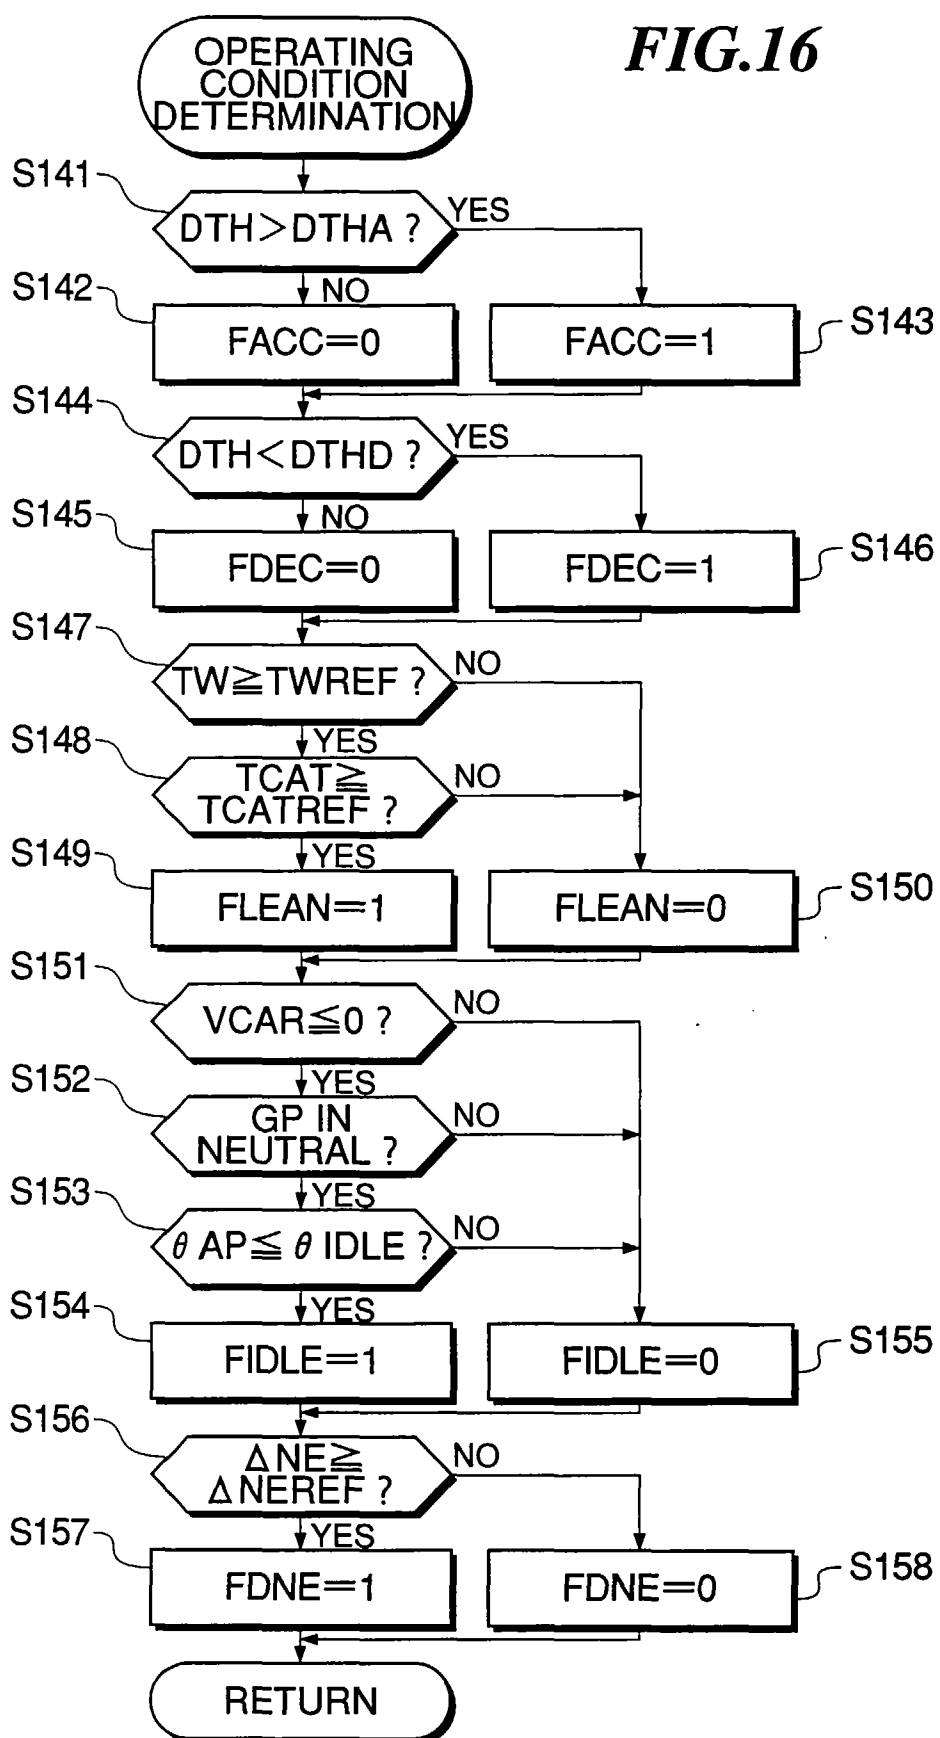 FIG.16
OPERATING
CONDITION
DETERMINATION
S141
DTH>DTHA ?
YES
NO
S142
FACC=0
FACC=1
S143
S144
DTH<DTHD ?
YES
NO
S145
FDEC=0
FDEC=1
S146
S147
TW≧TWREF ?
NO
YES
S148
TCAT≧
TCATREF ?
NO
YES
S149
FLEAN=1
FLEAN=0
S150
S151
VCAR≦0 ?
NO
YES
S152
GP IN
NEUTRAL ?
NO
YES
S153
θ AP≦ θ IDLE ?
NO
YES
S154
FIDLE=1
FIDLE=0
S155
S156
Δ NE≧
Δ NEREF ?
NO
YES
S157
FDNE=1
FDNE=0
S158
RETURN